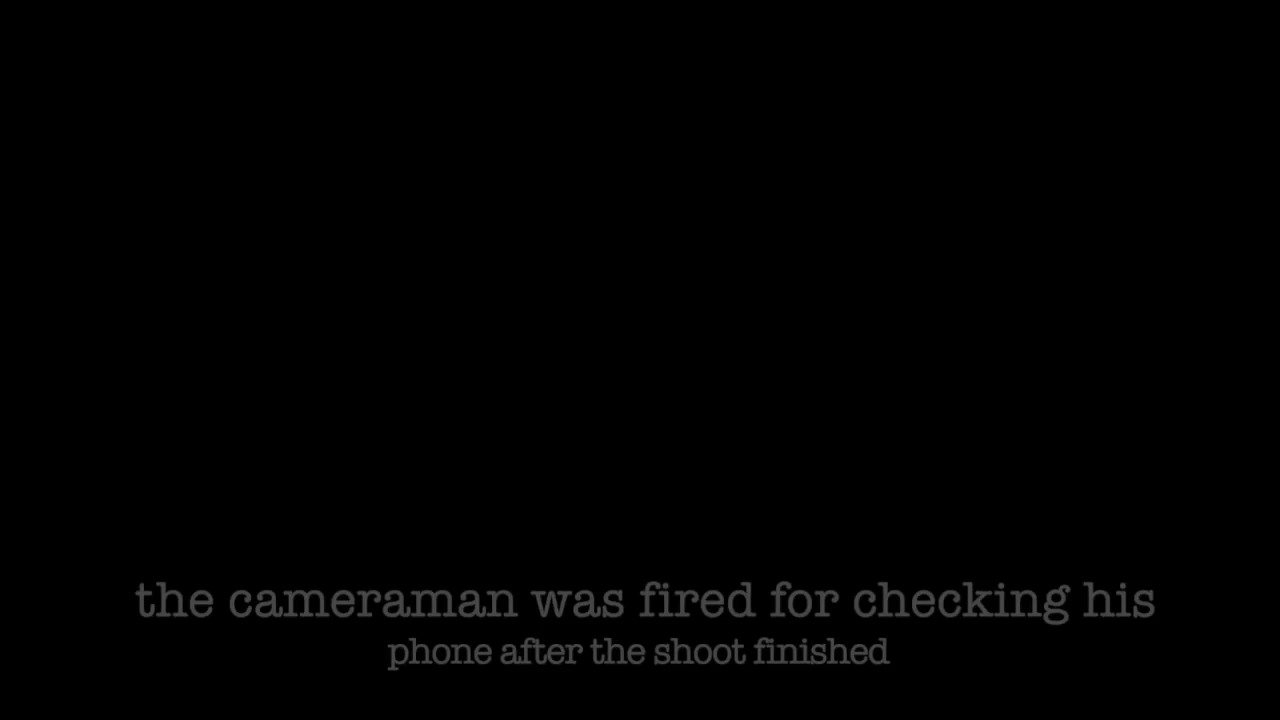 the cameraman was fired for checking his
phone after the shoot finished